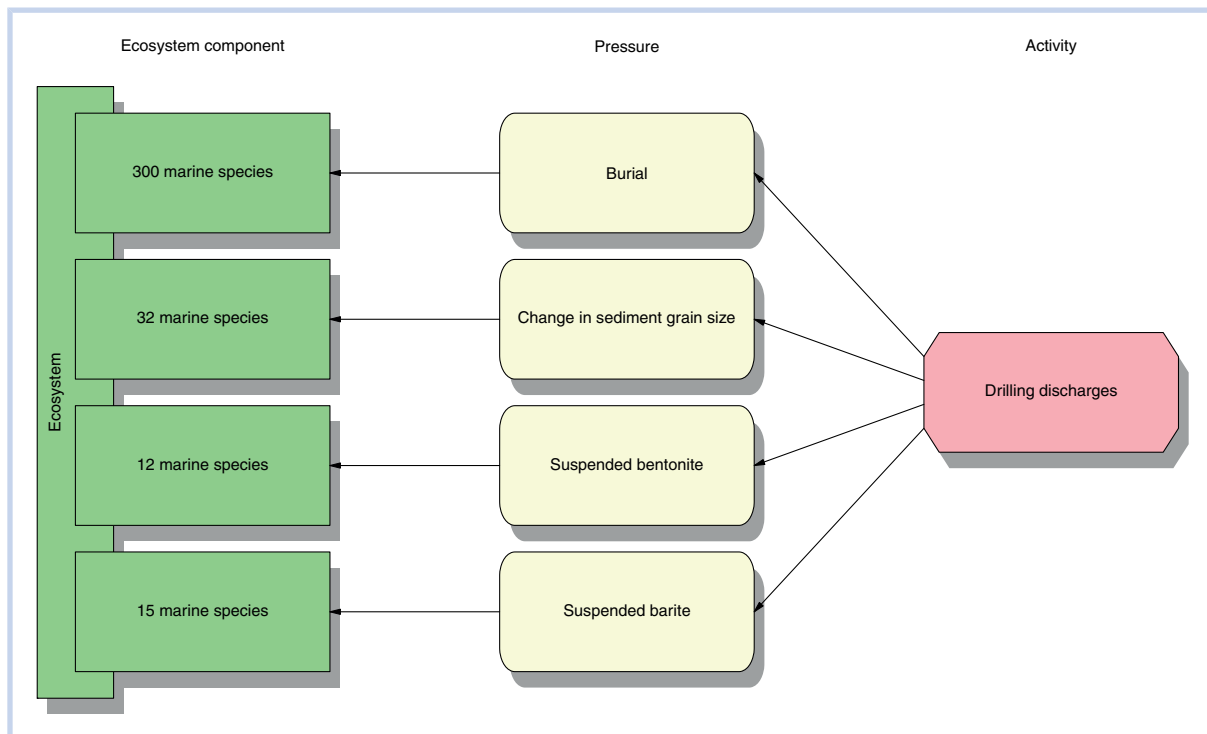 Ecosystem component
Pressure
Activity
300 marine species
Burial
32 marine species
Change in sediment grain size
Drilling discharges
Ecosystem
12 marine species
Suspended bentonite
15 marine species
Suspended barite